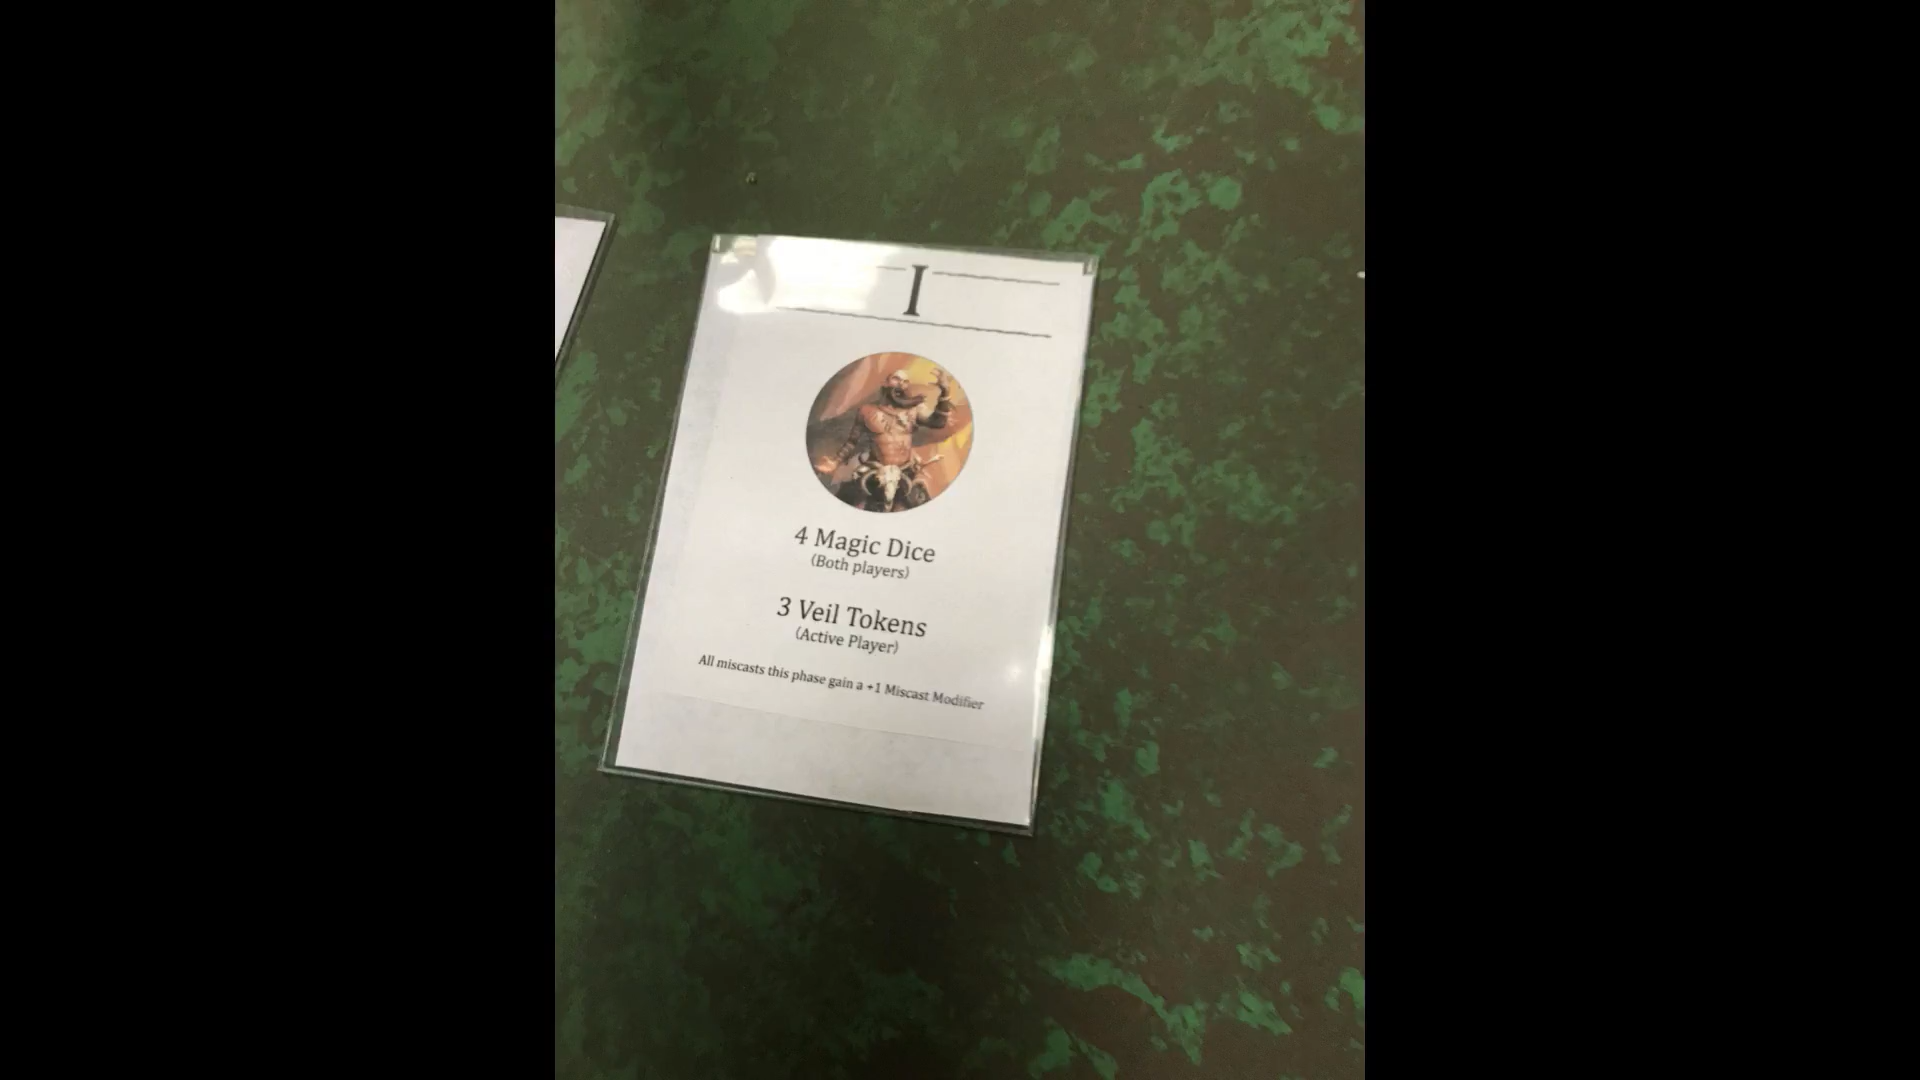 I
4 Magic Dice
(Both players)
3 Veil Tokens
(Active Player)
All miscasts this phase gain a +1 Miscast Modifier